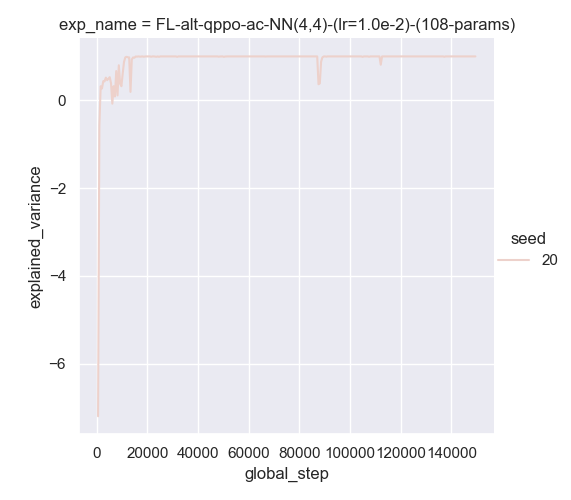 exp_name = FL-alt-qppo-ac-NN(4,4)-(lr=1.0e-2)-(108-params)
0
−2
−4
−6
explained_variance
seed
20
0 20000 40000 60000 80000 100000 120000 140000
global_step